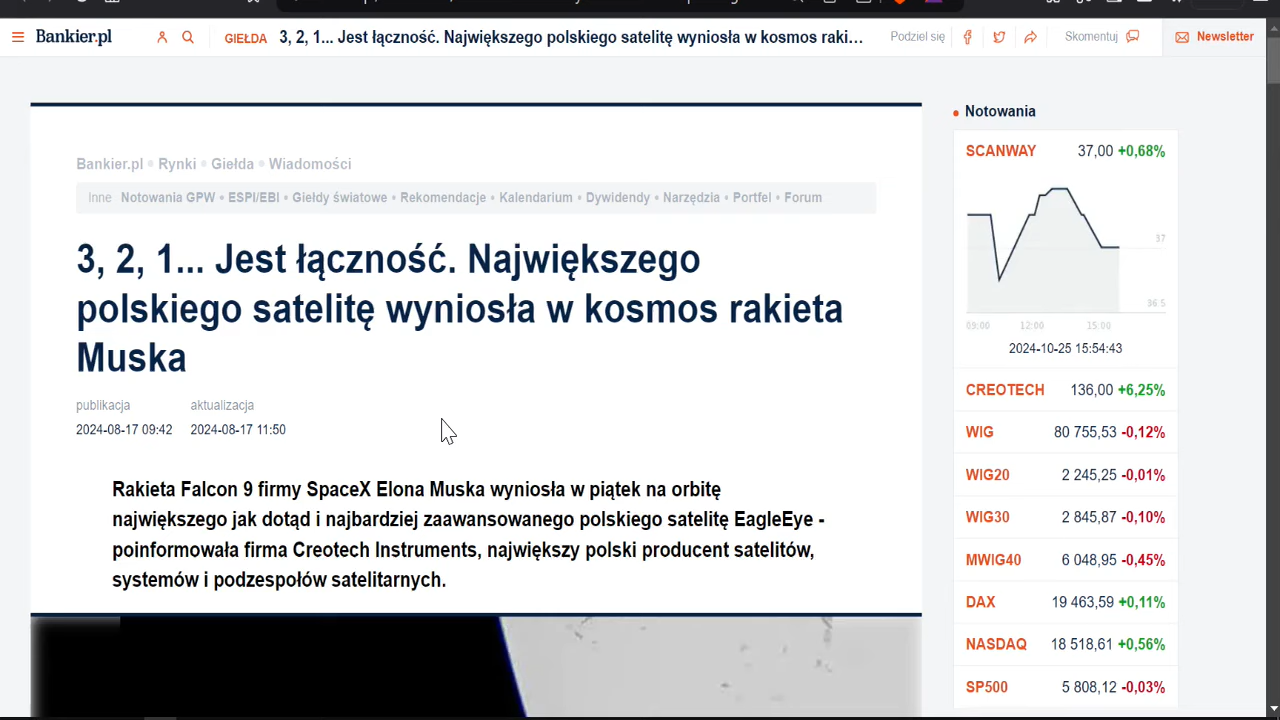 Bankier.pl
GIEŁDA 3, 2, 1... Jest łączność. Największego polskiego satelitę wyniosła w kosmos raki…
Podziel się
Skomentuj
Newsletter
Bankier.pl • Rynki • Giełda • Wiadomości
Inne Notowania GPW • ESPI/EBI • Giełdy światowe • Rekomendacje • Kalendarium • Dywidendy • Narzędzia • Portfel • Forum
3, 2, 1... Jest łączność. Największego
polskiego satelitę wyniosła w kosmos rakieta
Muska
publikacja aktualizacja
2024-08-17 09:42 2024-08-17 11:50
Rakieta Falcon 9 firmy SpaceX Elona Muska wyniosła w piątek na orbitę
największego jak dotąd i najbardziej zaawansowanego polskiego satelitę EagleEye -
poinformowała firma Creotech Instruments, największy polski producent satelitów,
systemów i podzespołów satelitarnych.
Notowania
SCANWAY 37,00 +0,68%
37
36.5
09:00 12:00 15:00
2024-10-25 15:54:43
CREOTECH 136,00 +6,25%
WIG 80 755,53 -0,12%
WIG20 2 245,25 -0,01%
WIG30 2 845,87 -0,10%
MWIG40 6 048,95 -0,45%
DAX 19 463,59 +0,11%
NASDAQ 18 518,61 +0,56%
SP500 5 808,12 -0,03%